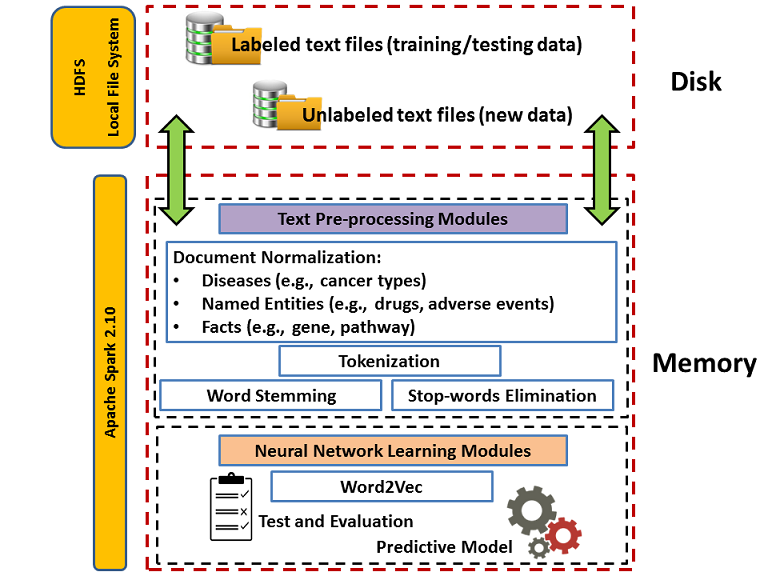 HDFS
Local File System
Labeled text files (training/testing data)
Unlabeled text files (new data)
Disk
Apache Spark 2.10
Text Pre-processing Modules
Document Normalization:
• Diseases (e.g., cancer types)
• Named Entities (e.g., drugs, adverse events)
• Facts (e.g., gene, pathway)
Tokenization
Word Stemming
Stop-words Elimination
Memory
Neural Network Learning Modules
Word2Vec
Test and Evaluation
Predictive Model